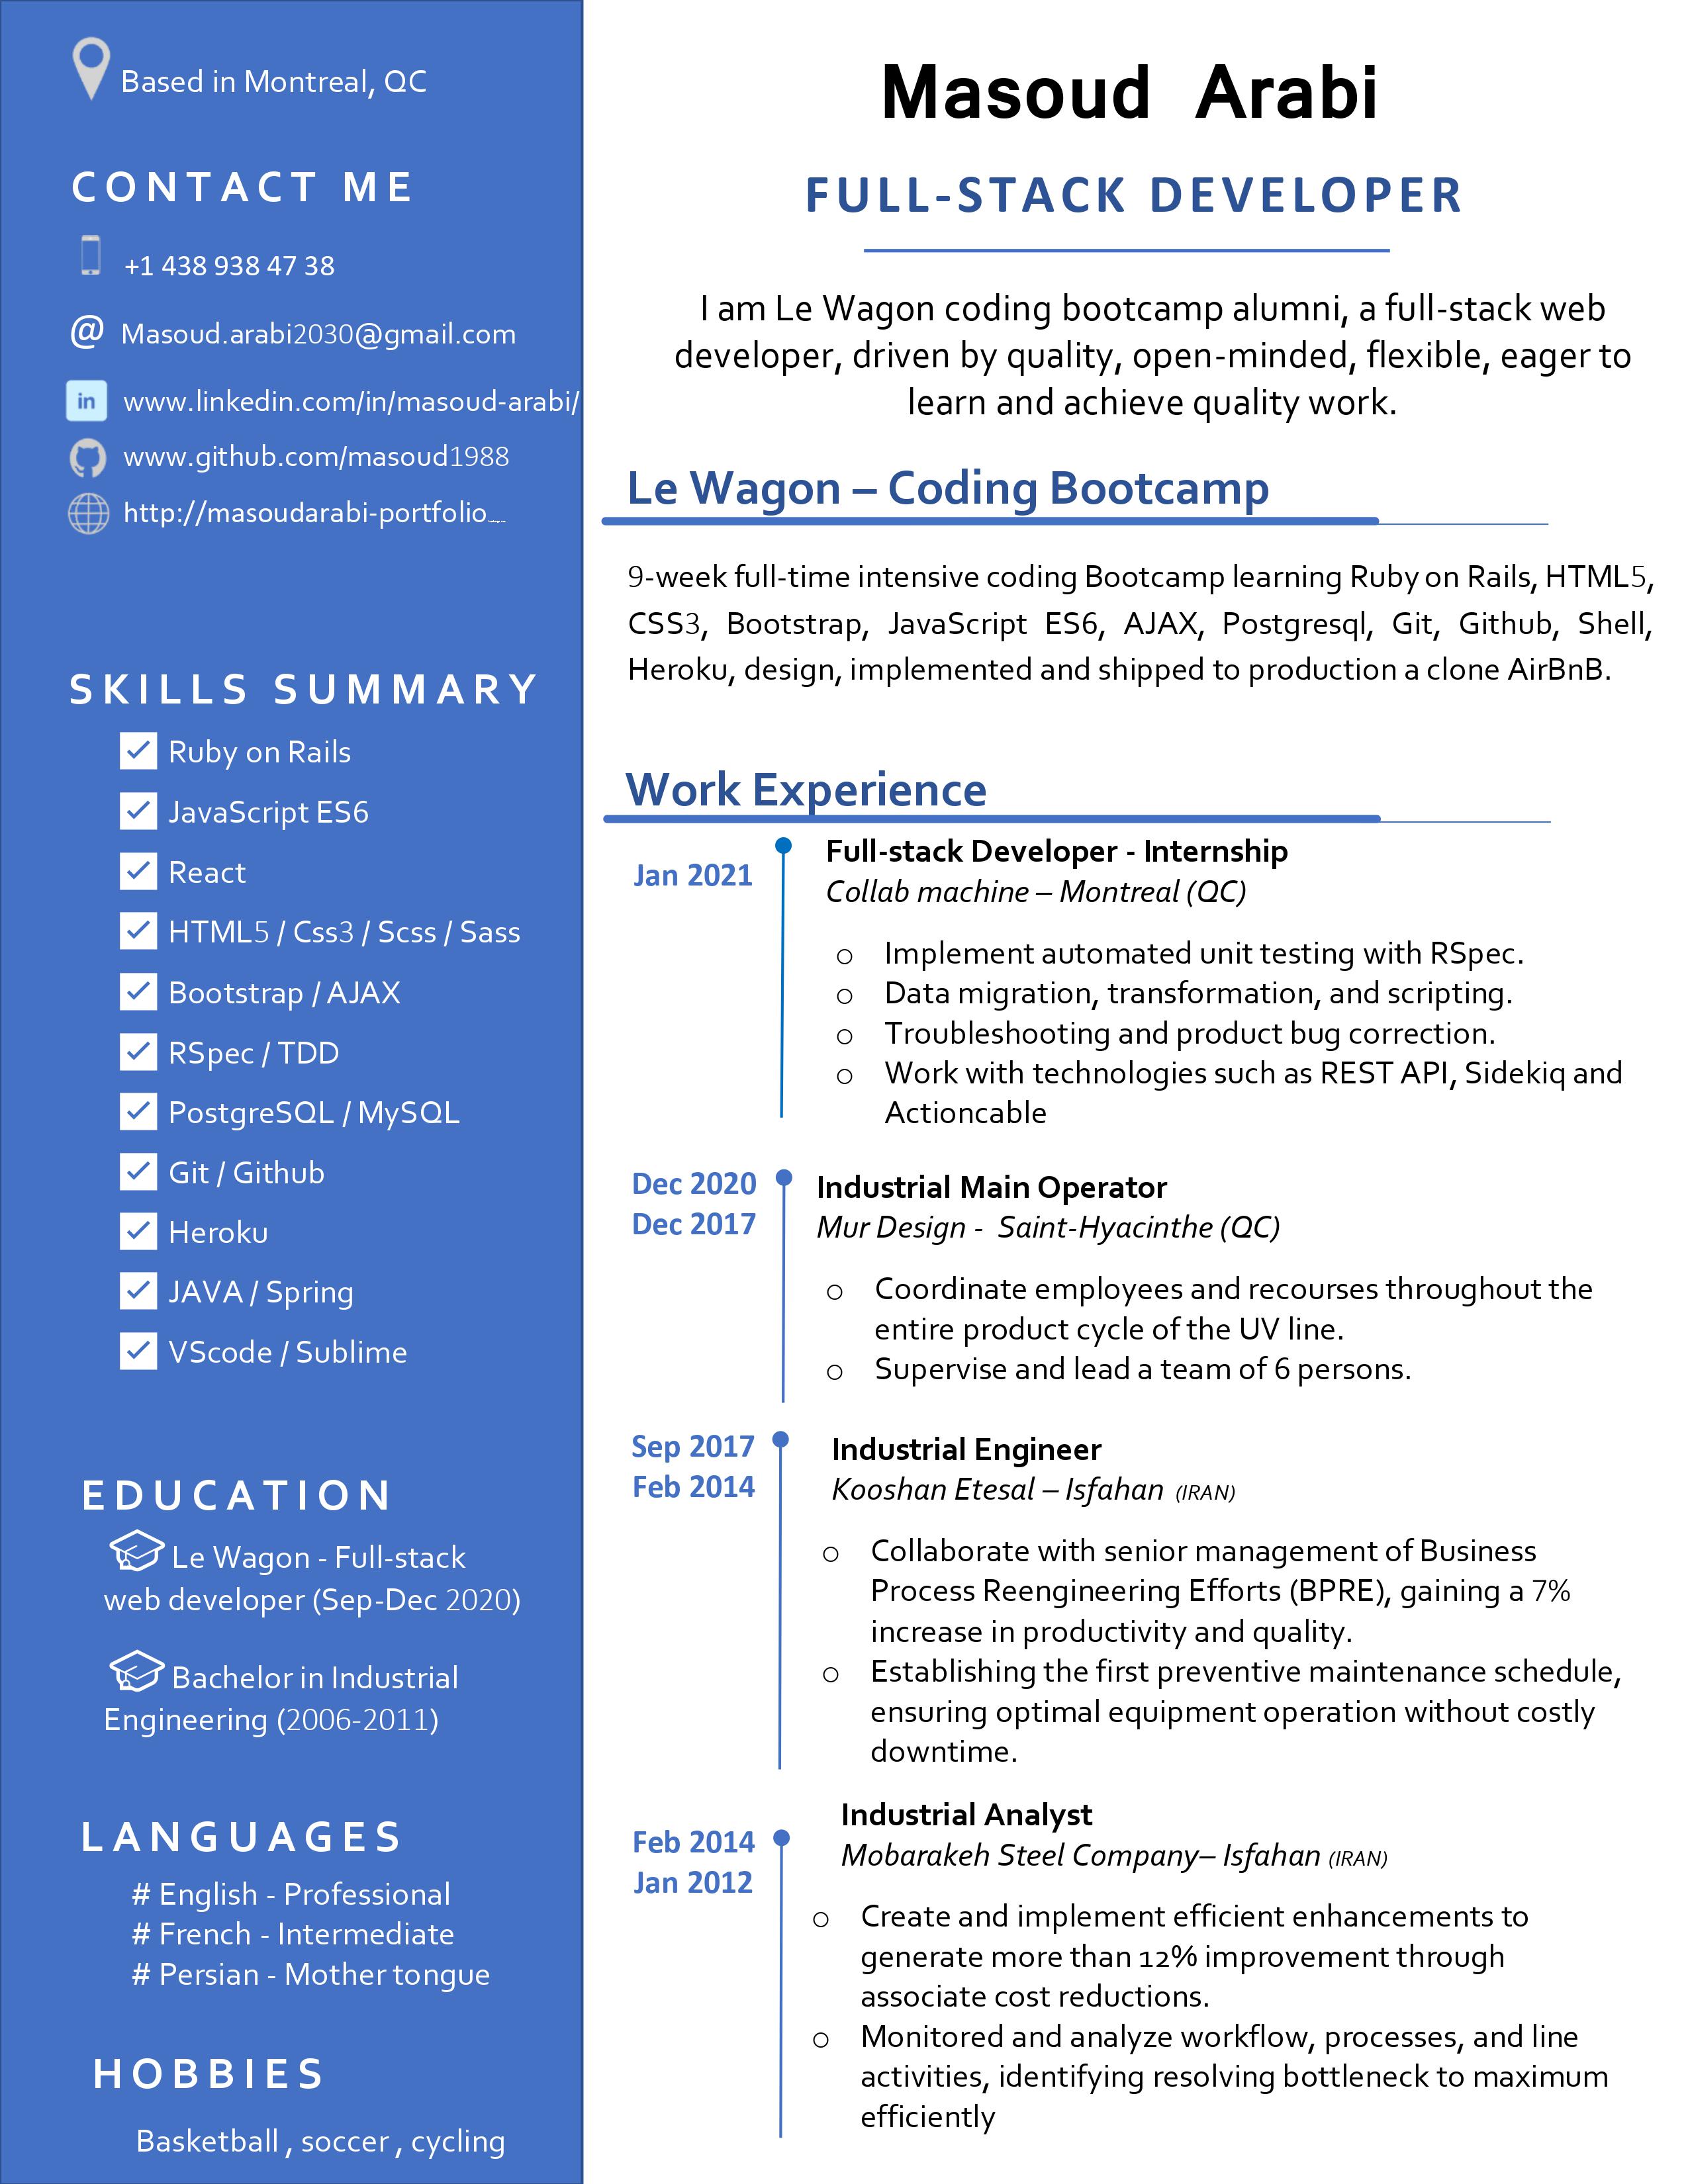 Based in Montreal, QC
CONTACT ME
+1 438 938 47 38
@ Masoud.arabi2030@gmail.com
in www.linkedin.com/in/masoud-arabi/
www.github.com/masoud1988
http://masoudarabi-portfolio
SKILLS SUMMARY
Ruby on Rails
JavaScript ES6
React
HTML5 / Css3 / Scss / Sass
Bootstrap / AJAX
RSpec / TDD
PostgreSQL / MySQL
Git / Github
Heroku
JAVA / Spring
VScode / Sublime
EDUCATION
Le Wagon - Full-stack
web developer (Sep-Dec 2020)
Bachelor in Industrial
Engineering (2006-2011)
LANGUAGES
# English - Professional
# French - Intermediate
# Persian - Mother tongue
HOBBIES
Basketball , soccer , cycling
Masoud Arabi
FULL-STACK DEVELOPER
I am Le Wagon coding bootcamp alumni, a full-stack web
developer, driven by quality, open-minded, flexible, eager to
learn and achieve quality work.
Le Wagon – Coding Bootcamp
9-week full-time intensive coding Bootcamp learning Ruby on Rails, HTML5,
CSS3, Bootstrap, JavaScript ES6, AJAX, Postgresql, Git, Github, Shell,
Heroku, design, implemented and shipped to production a clone AirBnB.
Work Experience
Jan 2021
Full-stack Developer - Internship
Collab machine – Montreal (QC)
o Implement automated unit testing with RSpec.
o Data migration, transformation, and scripting.
o Troubleshooting and product bug correction.
o Work with technologies such as REST API, Sidekiq and
Actioncable
Dec 2020
Dec 2017
Industrial Main Operator
Mur Design - Saint-Hyacinthe (QC)
o Coordinate employees and recourses throughout the
entire product cycle of the UV line.
o Supervise and lead a team of 6 persons.
Sep 2017
Feb 2014
Industrial Engineer
Kooshan Etesal – Isfahan (IRAN)
o Collaborate with senior management of Business
Process Reengineering Efforts (BPRE), gaining a 7%
increase in productivity and quality.
o Establishing the first preventive maintenance schedule,
ensuring optimal equipment operation without costly
downtime.
Feb 2014
Jan 2012
Industrial Analyst
Mobarakeh Steel Company– Isfahan (IRAN)
o Create and implement efficient enhancements to
generate more than 12% improvement through
associate cost reductions.
o Monitored and analyze workflow, processes, and line
activities, identifying resolving bottleneck to maximum
efficiently